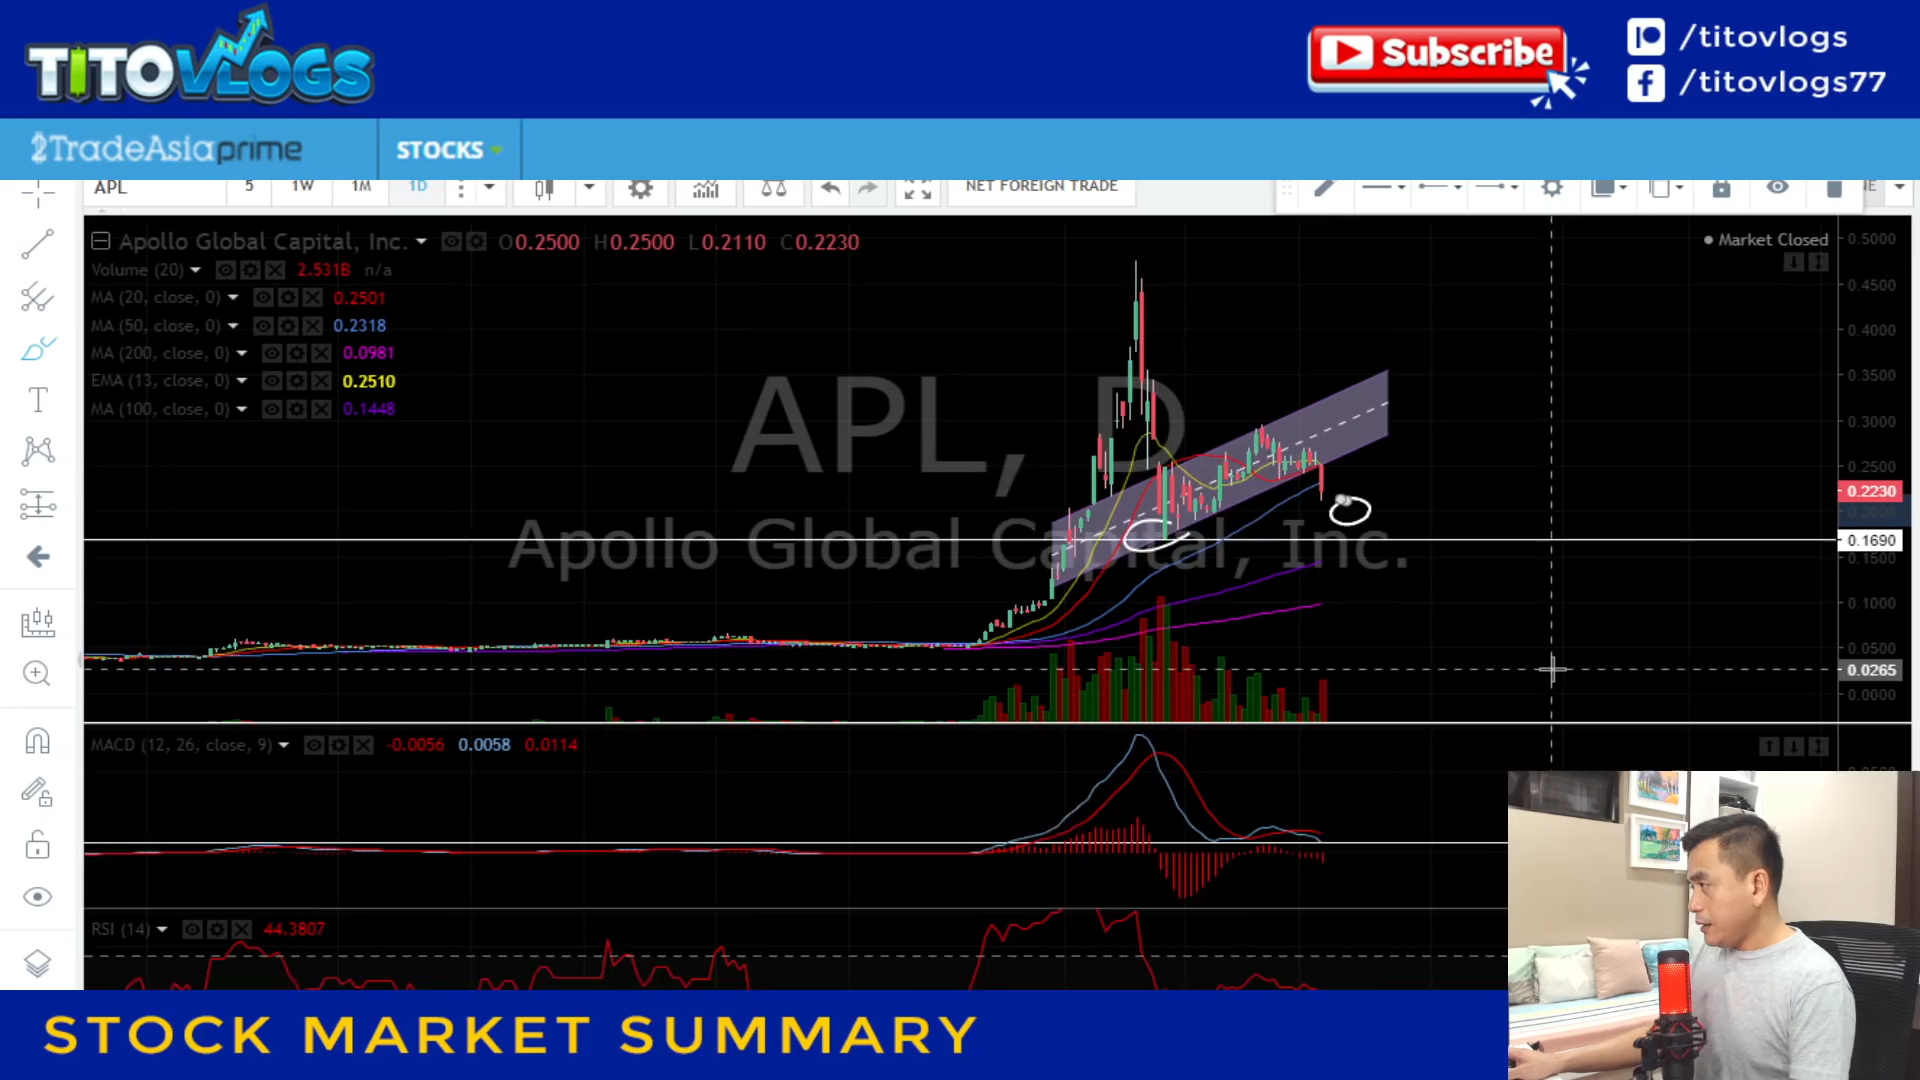 TITOVLOGS
Subscribe
/titovlogs
/titovlogs77
2TradeAsiaprime
STOCKS
APL 5 1W 1M 1D NET FOREIGN TRADE
Apollo Global Capital, Inc. O0.2500 H0.2500 L0.2110 C0.2230
Market Closed
Volume (20) 2.531B n/a
MA (20, close, 0) 0.2501
MA (50, close, 0) 0.2318
MA (200, close, 0) 0.0981
EMA (13, close, 0) 0.2510
MA (100, close, 0) 0.1448
APL, D
Apollo Global Capital, Inc.
0.5000
0.4500
0.4000
0.3500
0.3000
0.2500
0.2230
0.2000
0.1690
0.1500
0.1000
0.0500
0.0265
0.0000
MACD (12, 26, close, 9) -0.0056 0.0058 0.0114
RSI (14) 44.3807
STOCK MARKET SUMMARY